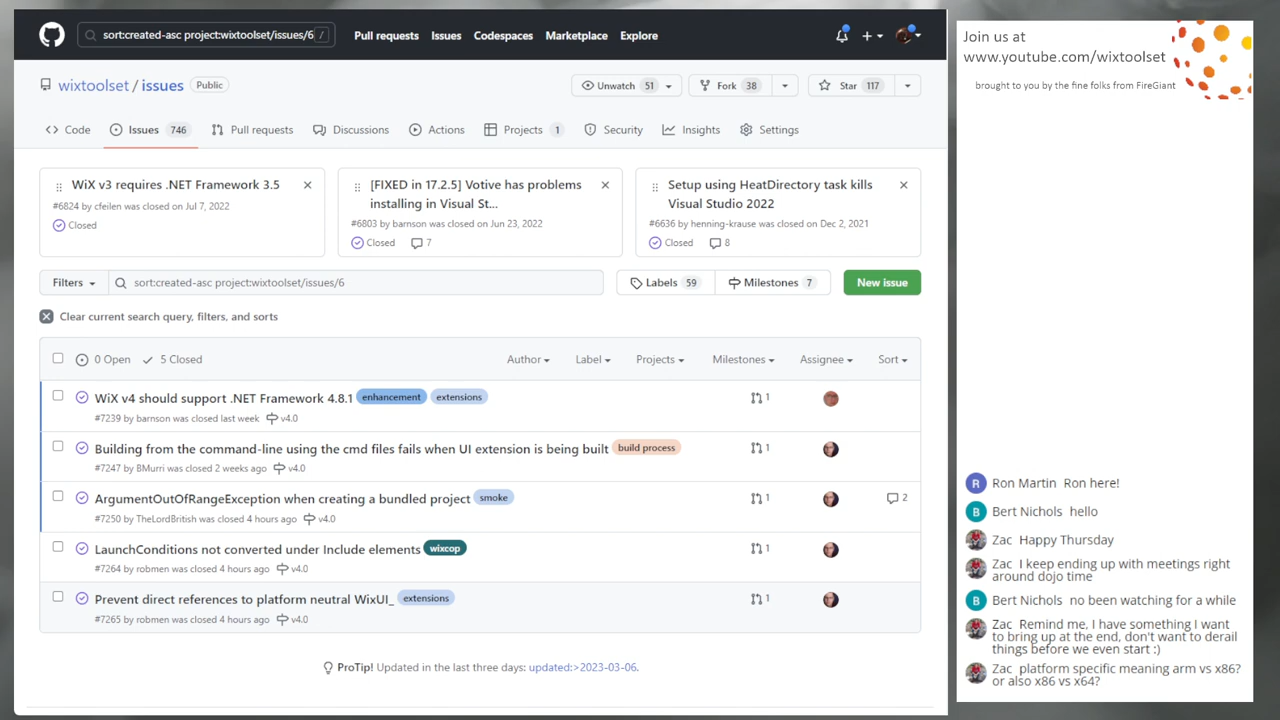 sort:created-asc project:wixtoolset/issues/6 /
Pull requests Issues Codespaces Marketplace Explore
wixtoolset / issues Public
Unwatch 51 Fork 38 Star 117
Code Issues 746 Pull requests Discussions Actions Projects 1 Security Insights Settings
WiX v3 requires .NET Framework 3.5
#6824 cfeilen was closed on Jul 7, 2022
Closed
[FIXED in 17.2.5] Votive has problems
installing in Visual St...
#6803 barnson was closed on Jun 23, 2022
Closed 7
Setup using HeatDirectory task kills
Visual Studio 2022
#6636 henning-krause was closed on Dec 2, 2021
Closed 8
Filters sort:created-asc project:wixtoolset/issues/6 Labels 59 Milestones 7 New issue
Clear current search query, filters, and sorts
0 Open 5 Closed Author Label Projects Milestones Assignee Sort
WiX v4 should support .NET Framework 4.8.1 enhancement extensions 1
#7239 barnson was closed last week v4.0
Building from the command-line using the cmd files fails when UI extension is being built build process 1
#7247 BMurri was closed 2 weeks ago v4.0
ArgumentOutOfRangeException when creating a bundled project smoke 1 2
#7250 TheLordBritish was closed 4 hours ago v4.0
LaunchConditions not converted under Include elements wixcop 1
#7264 robmen was closed 4 hours ago v4.0
Prevent direct references to platform neutral WixUI_ extensions 1
#7265 robmen was closed 4 hours ago v4.0
ProTip! Updated in the last three days: updated:>2023-03-06.
Join us at
www.youtube.com/wixtoolset
brought to you by the fine folks from FireGiant
R Ron Martin Ron here!
B Bert Nichols hello
Zac Happy Thursday
Zac I keep ending up with meetings right
around dojo time
B Bert Nichols no been watching for a while
Zac Remind me, I have something I want
to bring up at the end, don't want to derail
things before we even start :)
Zac platform specific meaning arm vs x86?
or also x86 vs x64?